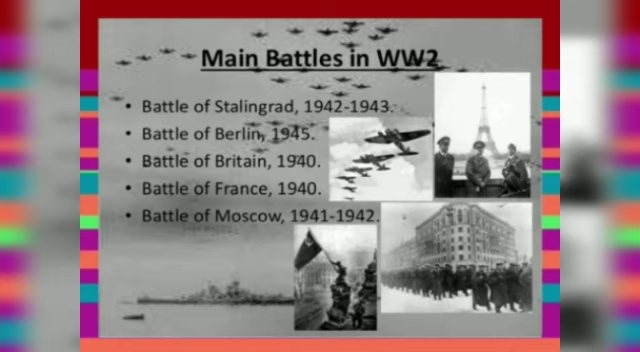 Main Battles in WW2
• Battle of Stalingrad, 1942-1943.
• Battle of Berlin, 1945.
• Battle of Britain, 1940.
• Battle of France, 1940.
• Battle of Moscow, 1941-1942.